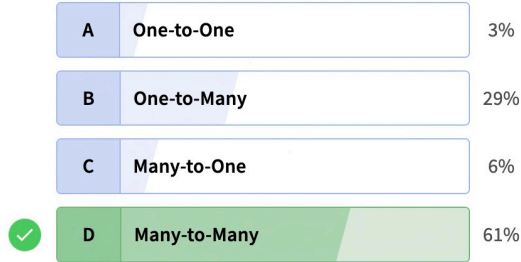 A One-to-One 3%
B One-to-Many 29%
C Many-to-One 6%
D Many-to-Many 61%